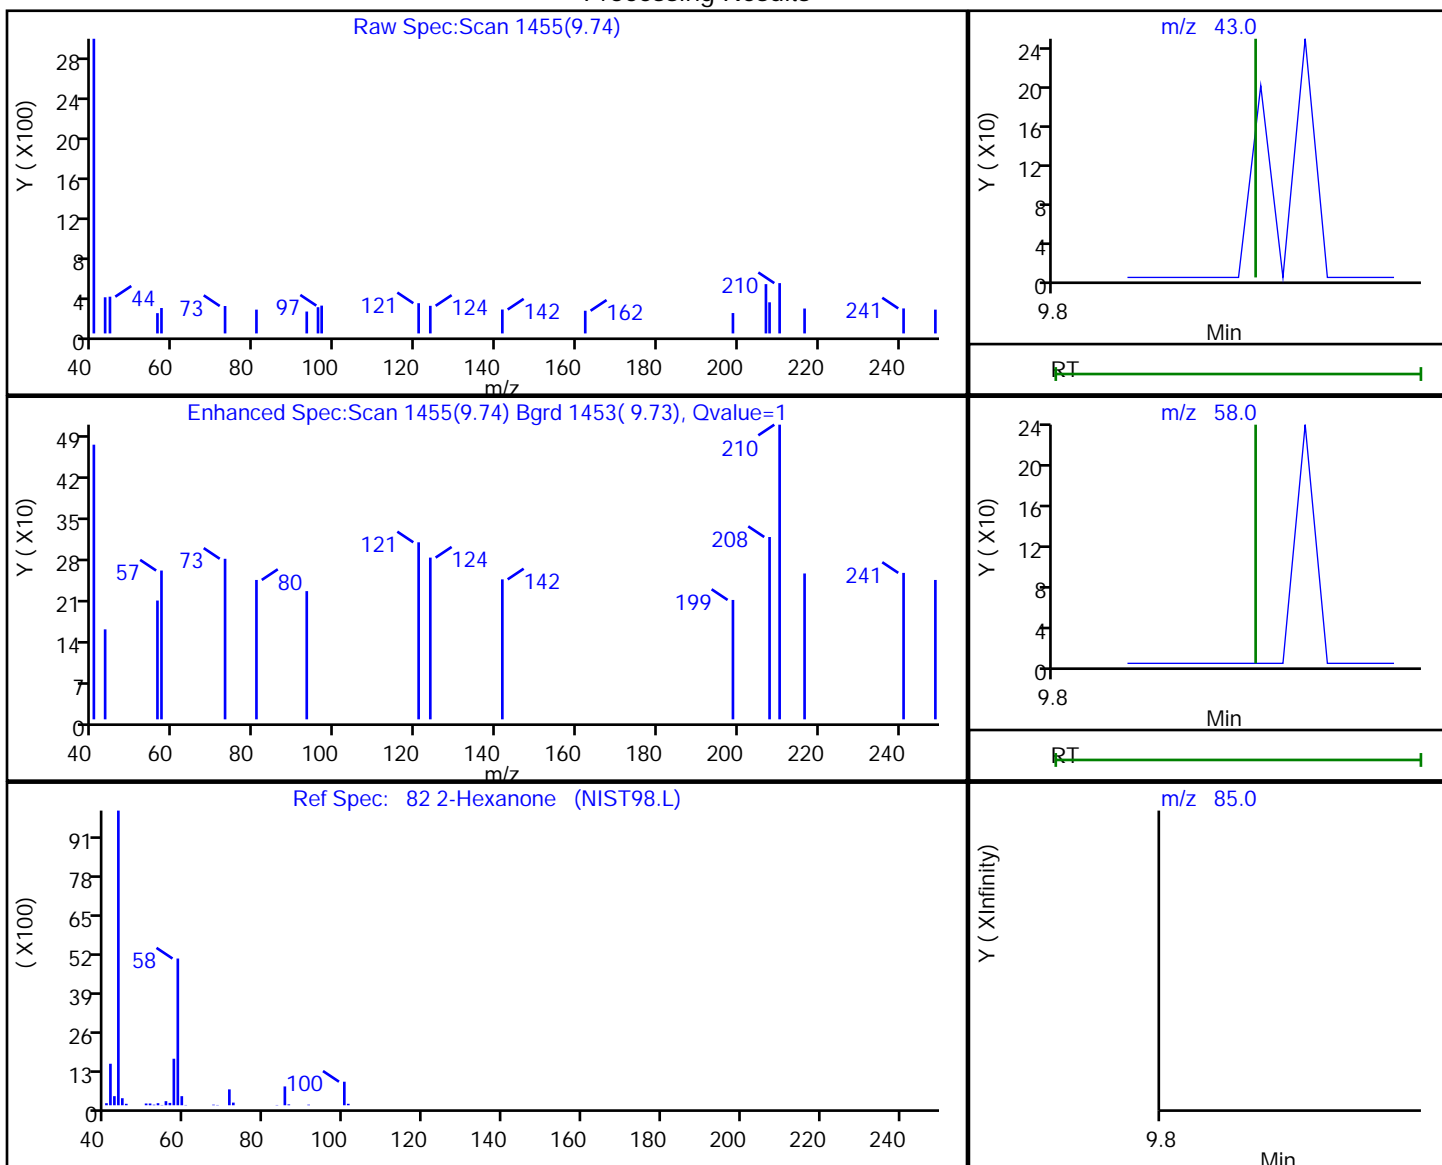 Processing Results
Raw Spec:Scan 1455(9.74)
Y ( X100)
28
24
20
16
12
8
4
0
44
73
97
121
124
142
162
210
241
40 60 80 100 120 140 160 180 200 220 240
m/z
m/z 43.0
Y ( X10)
24
20
16
12
8
4
0
9.8
Min
RT
Enhanced Spec:Scan 1455(9.74) Bgrd 1453( 9.73), Qvalue=1
Y ( X10)
49
42
35
28
21
14
7
0
57
73
80
121
124
142
199
208
210
241
40 60 80 100 120 140 160 180 200 220 240
m/z
m/z 58.0
Y ( X10)
24
20
16
12
8
4
0
9.8
Min
RT
Ref Spec: 82 2-Hexanone (NIST98.L)
( X100)
91
78
65
52
39
26
13
0
58
100
40 60 80 100 120 140 160 180 200 220 240
m/z 85.0
Y ( XInfinity)
9.8
Min